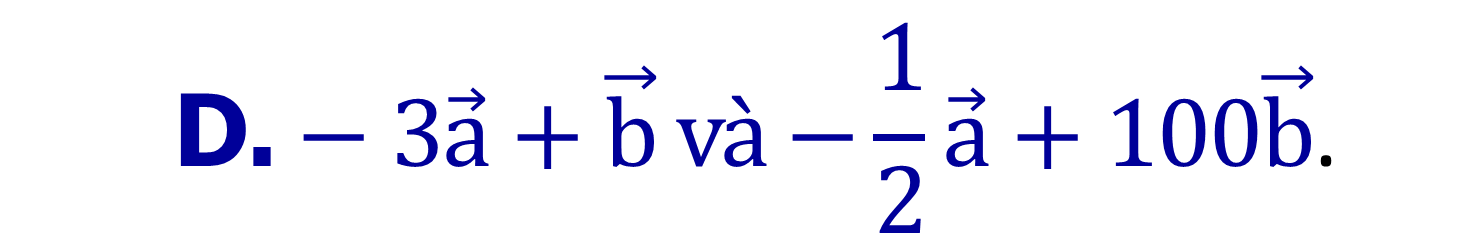 D. − 3a⃗ + b⃗ và − 1/2 a⃗ + 100b⃗.